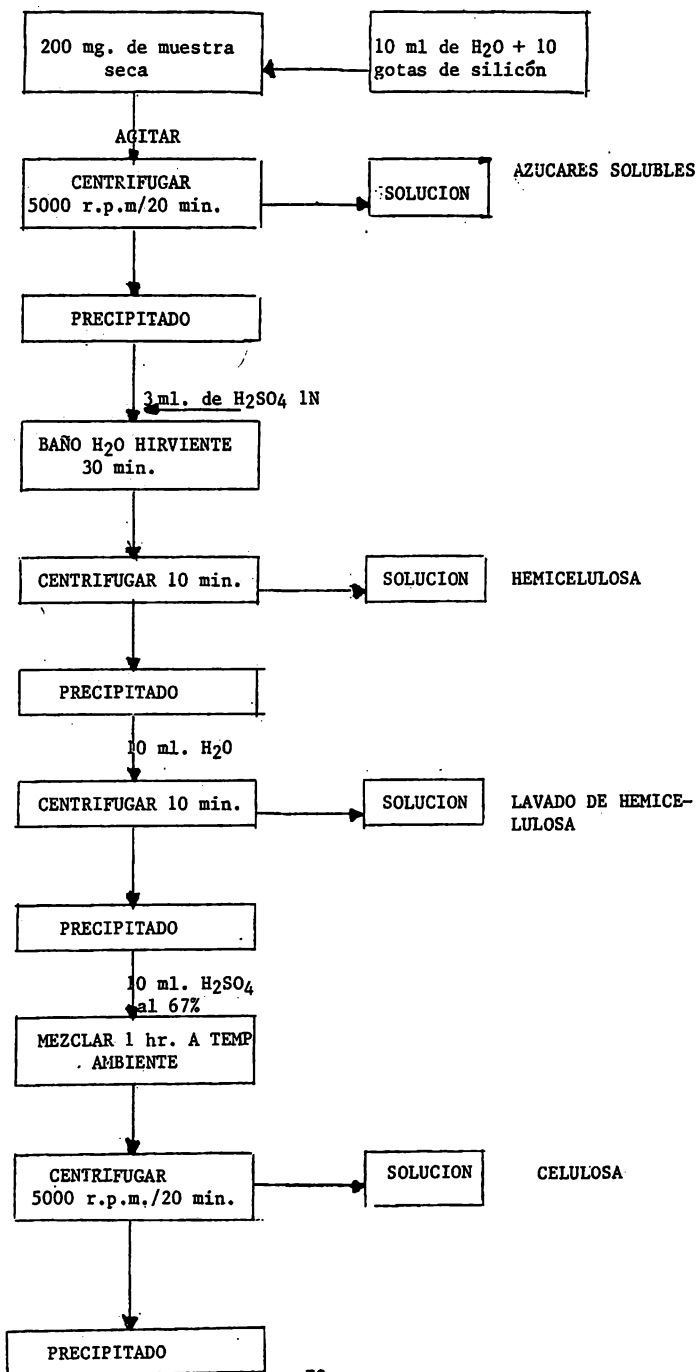 200 mg. de muestra
seca
10 ml de H2O + 10
gotas de silicón
AGITAR
CENTRIFUGAR
5000 r.p.m/20 min.
SOLUCION
AZUCARES SOLUBLES
PRECIPITADO
3 ml. de H2SO4 1N
BAÑO H2O HIRVIENTE
30 min.
CENTRIFUGAR 10 min.
SOLUCION
HEMICELULOSA
PRECIPITADO
10 ml. H2O
CENTRIFUGAR 10 min.
SOLUCION
LAVADO DE HEMICE-
LULOSA
PRECIPITADO
10 ml. H2SO4
al 67%
MEZCLAR 1 hr. A TEMP
AMBIENTE
CENTRIFUGAR
5000 r.p.m./20 min.
SOLUCION
CELULOSA
PRECIPITADO